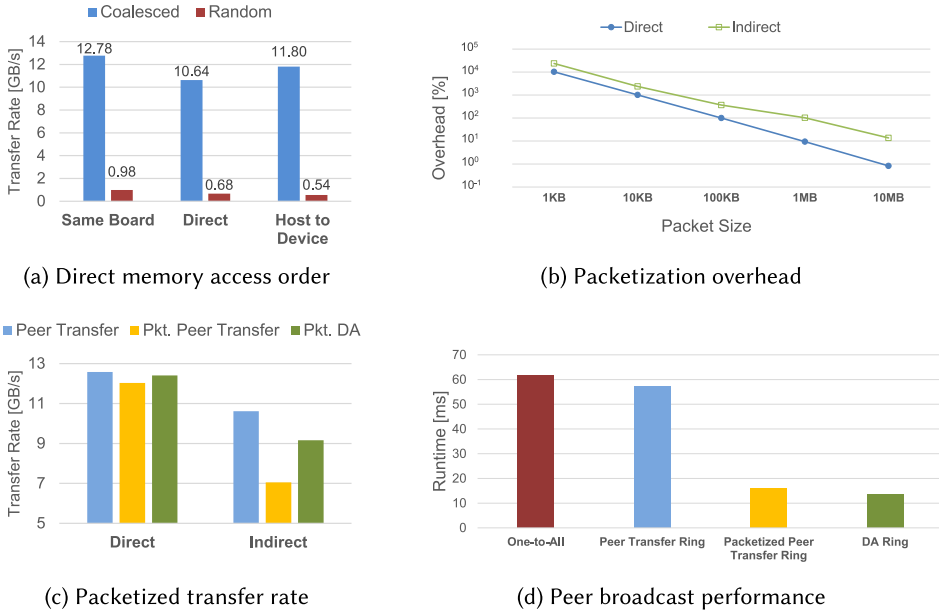 Coalesced Random
Transfer Rate [GB/s]
14
12
10
8
6
4
2
0
12.78
0.98
10.64
0.68
11.80
0.54
Same Board
Direct
Host to
Device
(a) Direct memory access order
Direct Indirect
Overhead [%]
10⁵
10⁴
10³
10²
10¹
10⁰
10⁻¹
1KB 10KB 100KB 1MB 10MB
Packet Size
(b) Packetization overhead
Peer Transfer Pkt. Peer Transfer Pkt. DA
Transfer Rate [GB/s]
13
11
9
7
5
Direct Indirect
(c) Packetized transfer rate
Runtime [ms]
70
60
50
40
30
20
10
0
One-to-All
Peer Transfer Ring
Packetized Peer
Transfer Ring
DA Ring
(d) Peer broadcast performance